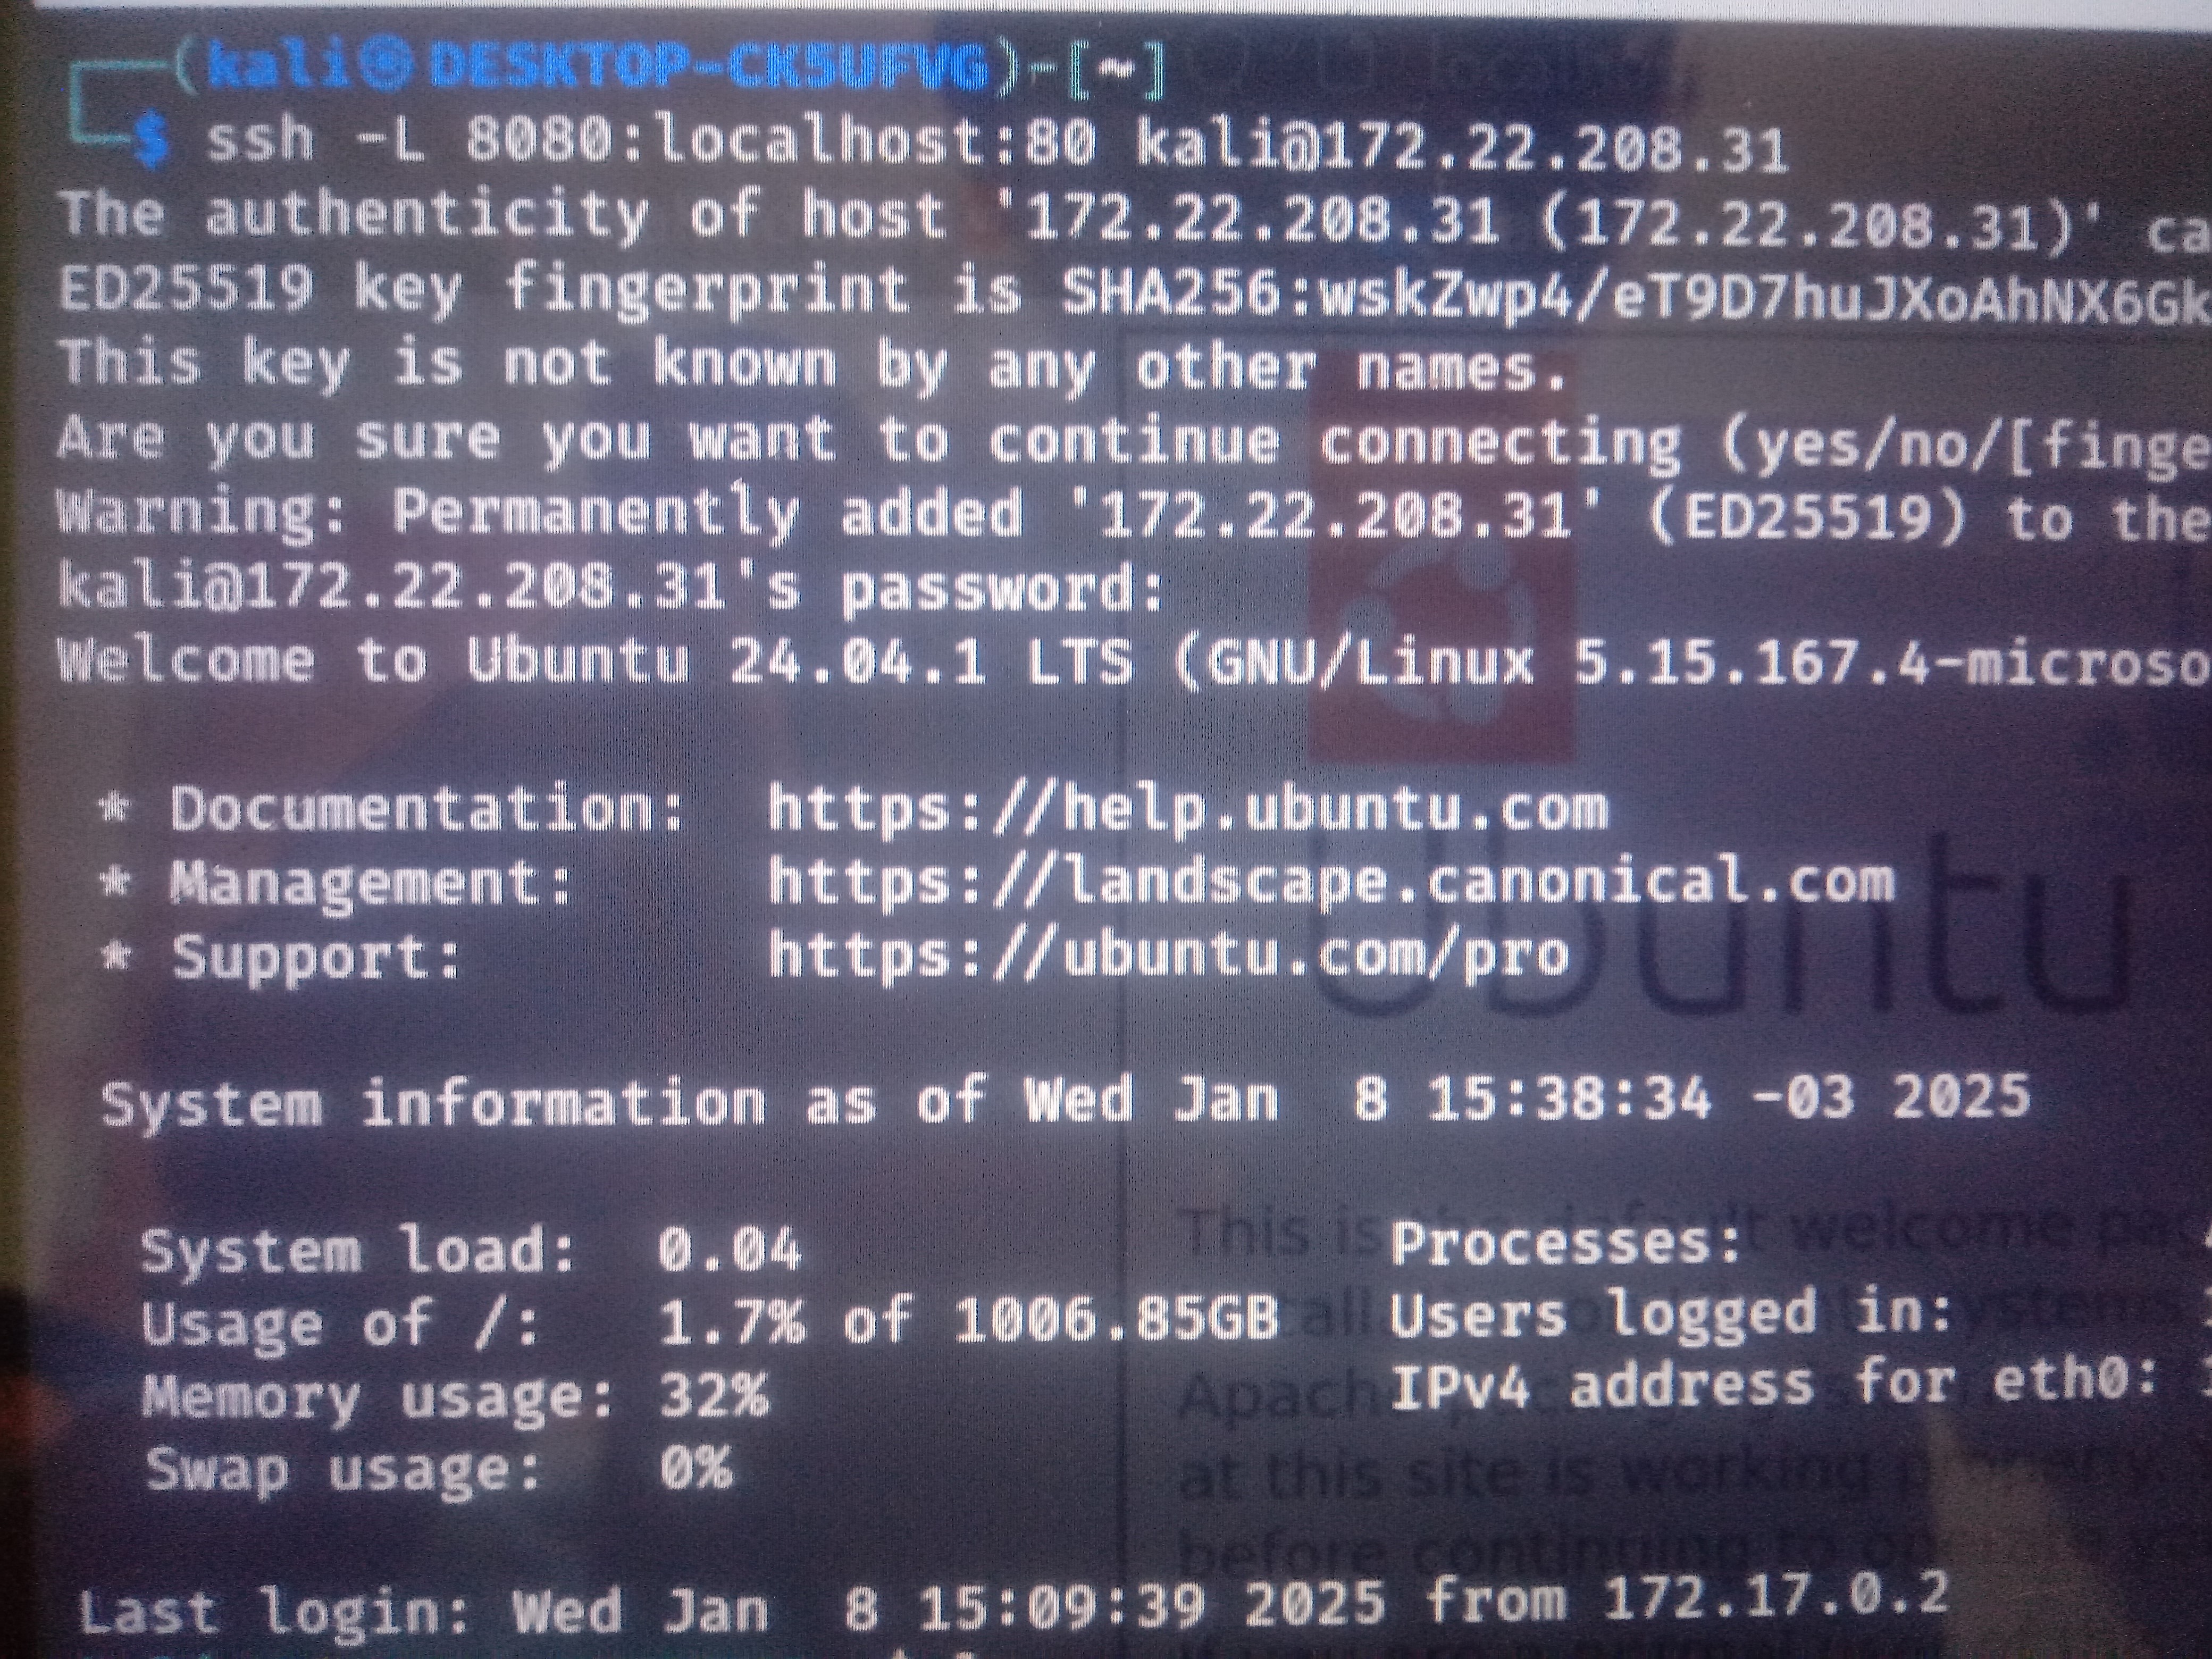 (kali㉿DESKTOP-CK5UFVG)-[~]
$ ssh -L 8080:localhost:80 kali@172.22.208.31
The authenticity of host '172.22.208.31 (172.22.208.31)' ca
ED25519 key fingerprint is SHA256:wskZwp4/eT9D7huJXoAhNX6Gk
This key is not known by any other names.
Are you sure you want to continue connecting (yes/no/[finge
Warning: Permanently added '172.22.208.31' (ED25519) to the
kali@172.22.208.31's password:
Welcome to Ubuntu 24.04.1 LTS (GNU/Linux 5.15.167.4-microso
* Documentation: https://help.ubuntu.com
* Management: https://landscape.canonical.com
* Support: https://ubuntu.com/pro
Ubuntu
System information as of Wed Jan 8 15:38:34 -03 2025
System load: 0.04 Processes:
Usage of /: 1.7% of 1006.85GB Users logged in:
Memory usage: 32% IPv4 address for eth0:
Swap usage: 0%
This is default welcome
Apach
at this site is working
before continuing to
Last login: Wed Jan 8 15:09:39 2025 from 172.17.0.2